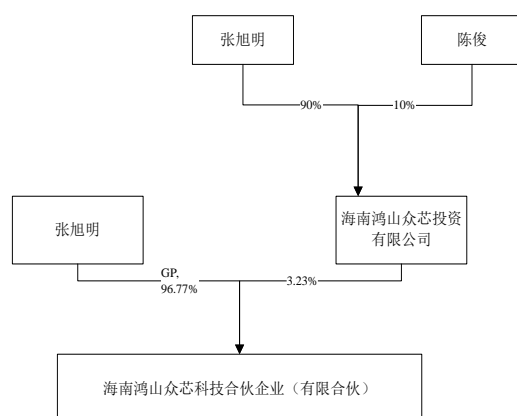 张旭明
陈俊
90%
10%
张旭明
海南鸿山众芯投资
有限公司
GP,
96.77%
3.23%
海南鸿山众芯科技合伙企业（有限合伙）